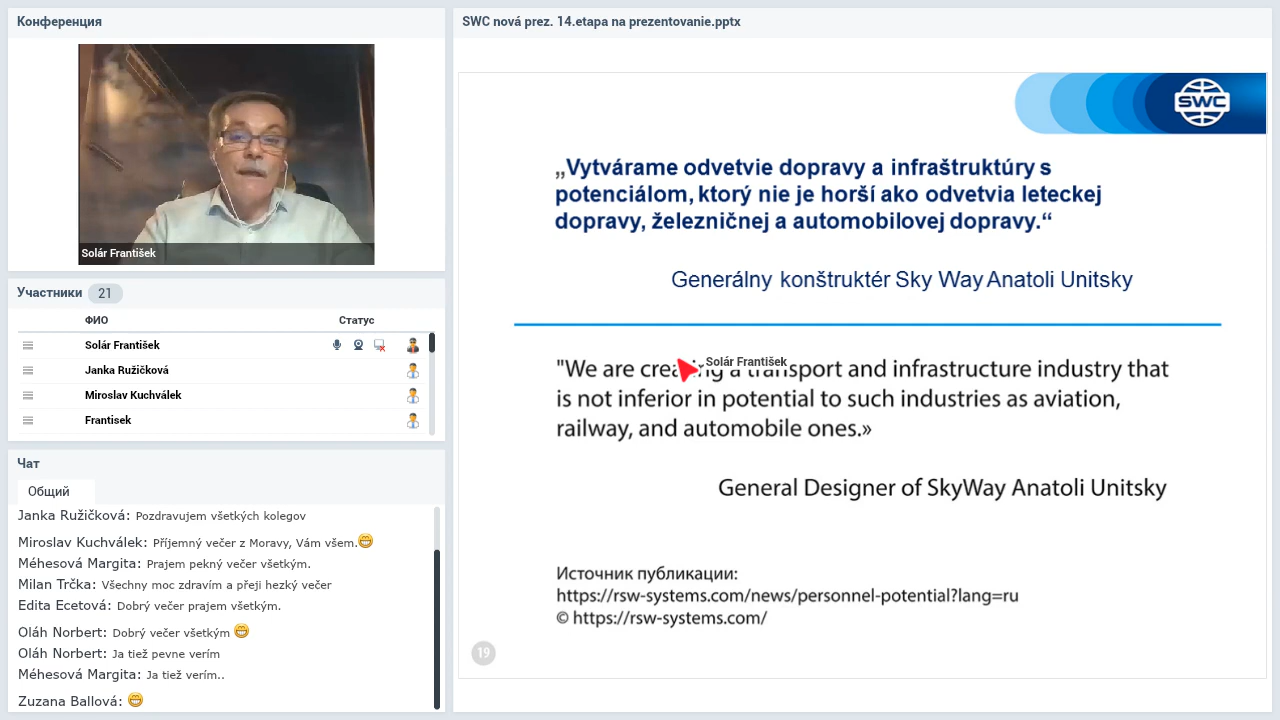 Конференция
Solár František
Участники 21
ФИО Статус
Solár František
Janka Ružičková
Miroslav Kuchválek
Frantisek
Чат
Общий
Janka Ružičková: Pozdravujem všetkých kolegov
Miroslav Kuchválek: Příjemný večer z Moravy, Vám všem.
Méhesová Margita: Prajem pekný večer všetkým.
Milan Trčka: Všechny moc zdravím a přeji hezký večer
Edita Ecetová: Dobrý večer prajem všetkým.
Oláh Norbert: Dobrý večer všetkým
Oláh Norbert: Ja tiež pevne verím
Méhesová Margita: Ja tiež verím..
Zuzana Ballová:
SWC nová prez. 14.etapa na prezentovanie.pptx
SWC
„Vytvárame odvetvie dopravy a infraštruktúry s
potenciálom, ktorý nie je horší ako odvetvia leteckej
dopravy, železničnej a automobilovej dopravy.“
Generálny konštruktér Sky Way Anatoli Unitsky
Solár František
"We are creating a transport and infrastructure industry that
is not inferior in potential to such industries as aviation,
railway, and automobile ones.»
General Designer of SkyWay Anatoli Unitsky
Источник публикации:
https://rsw-systems.com/news/personnel-potential?lang=ru
© https://rsw-systems.com/
19